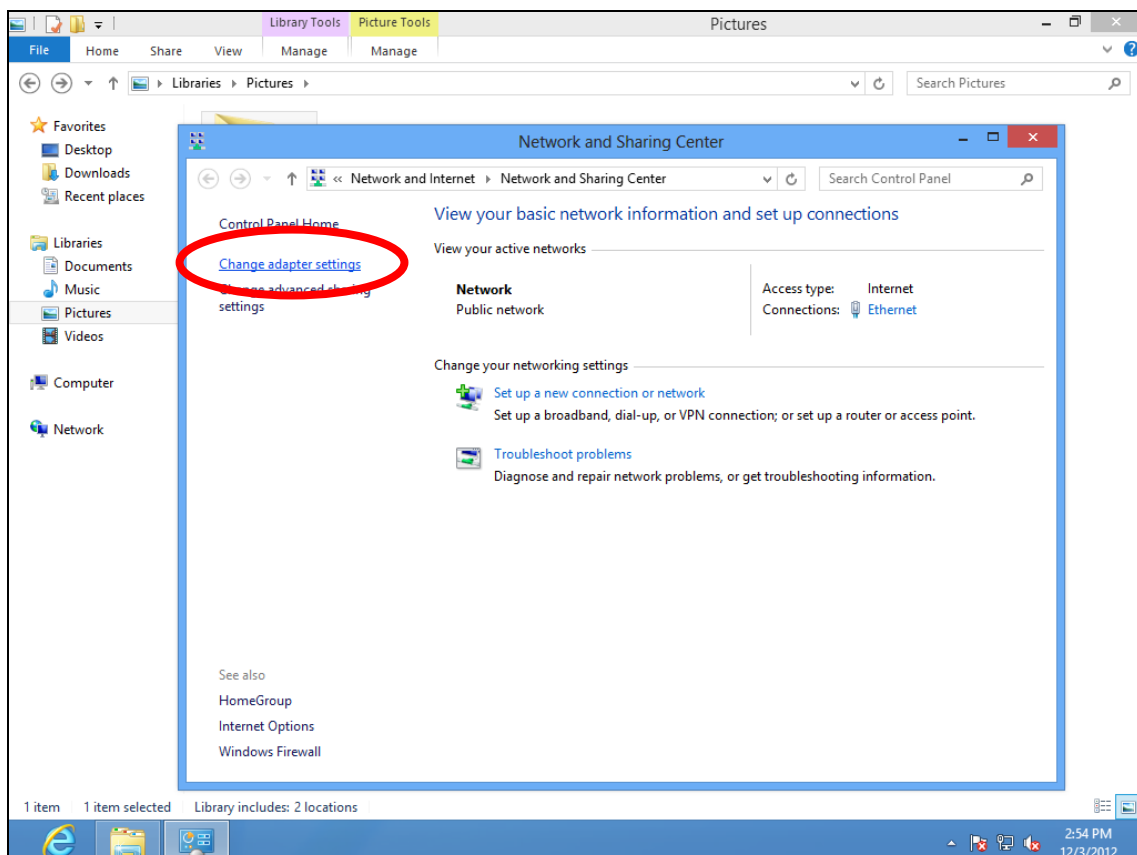 Library Tools
Picture Tools
Pictures
File
Home
Share
View
Manage
Manage
Libraries
Pictures
Search Pictures
Favorites
Desktop
Downloads
Recent places
Libraries
Documents
Music
Pictures
Videos
Computer
Network
Network and Sharing Center
« Network and Internet
Network and Sharing Center
Search Control Panel
Control Panel Home
Change adapter settings
Change advanced sharing
settings
View your basic network information and set up connections
View your active networks
Network
Public network
Access type: Internet
Connections: Ethernet
Change your networking settings
Set up a new connection or network
Set up a broadband, dial-up, or VPN connection; or set up a router or access point.
Troubleshoot problems
Diagnose and repair network problems, or get troubleshooting information.
See also
HomeGroup
Internet Options
Windows Firewall
1 item
1 item selected
Library includes: 2 locations
2:54 PM
12/3/2012